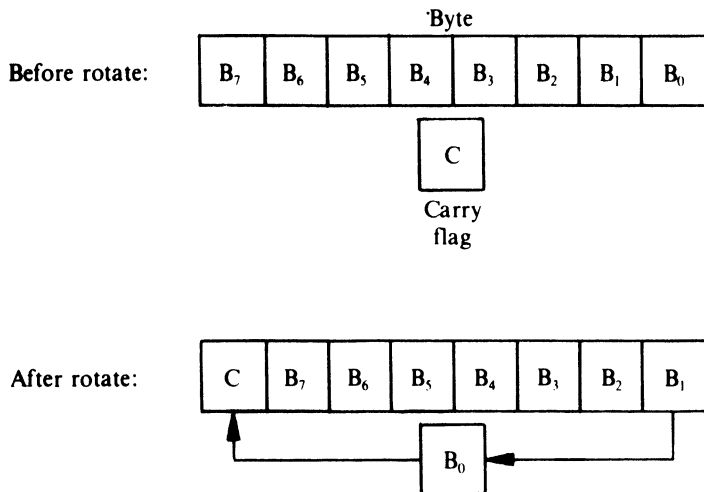 Byte
Before rotate: B₇ B₆ B₅ B₄ B₃ B₂ B₁ B₀
C
Carry
flag
After rotate: C B₇ B₆ B₅ B₄ B₃ B₂ B₁
B₀